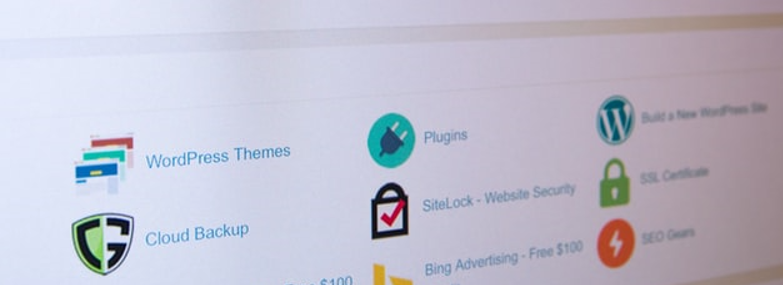 WordPress Themes
Plugins
Build a New WordPress Site
Cloud Backup
SiteLock - Website Security
SSL Certificate
Bing Advertising - Free $100
SEO Gears
$100